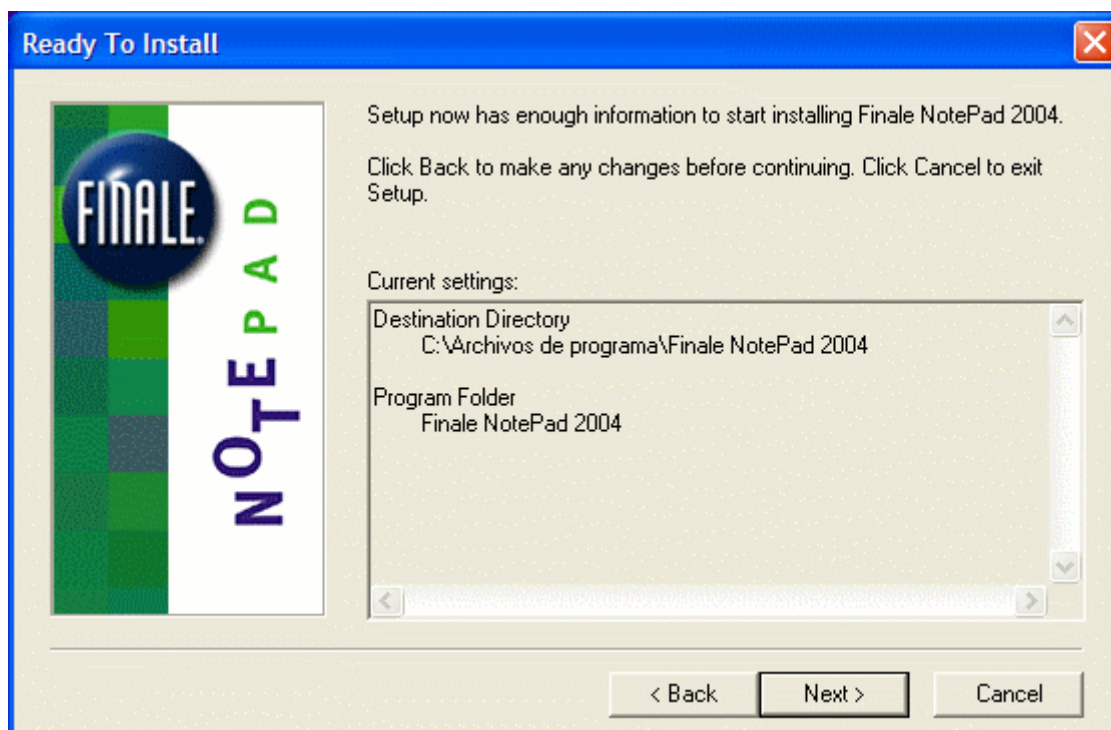 Ready To Install
FINALE
NOTEPAD
Setup now has enough information to start installing Finale NotePad 2004.
Click Back to make any changes before continuing. Click Cancel to exit
Setup.
Current settings:
Destination Directory
C:\Archivos de programa\Finale NotePad 2004
Program Folder
Finale NotePad 2004
< Back
Next >
Cancel